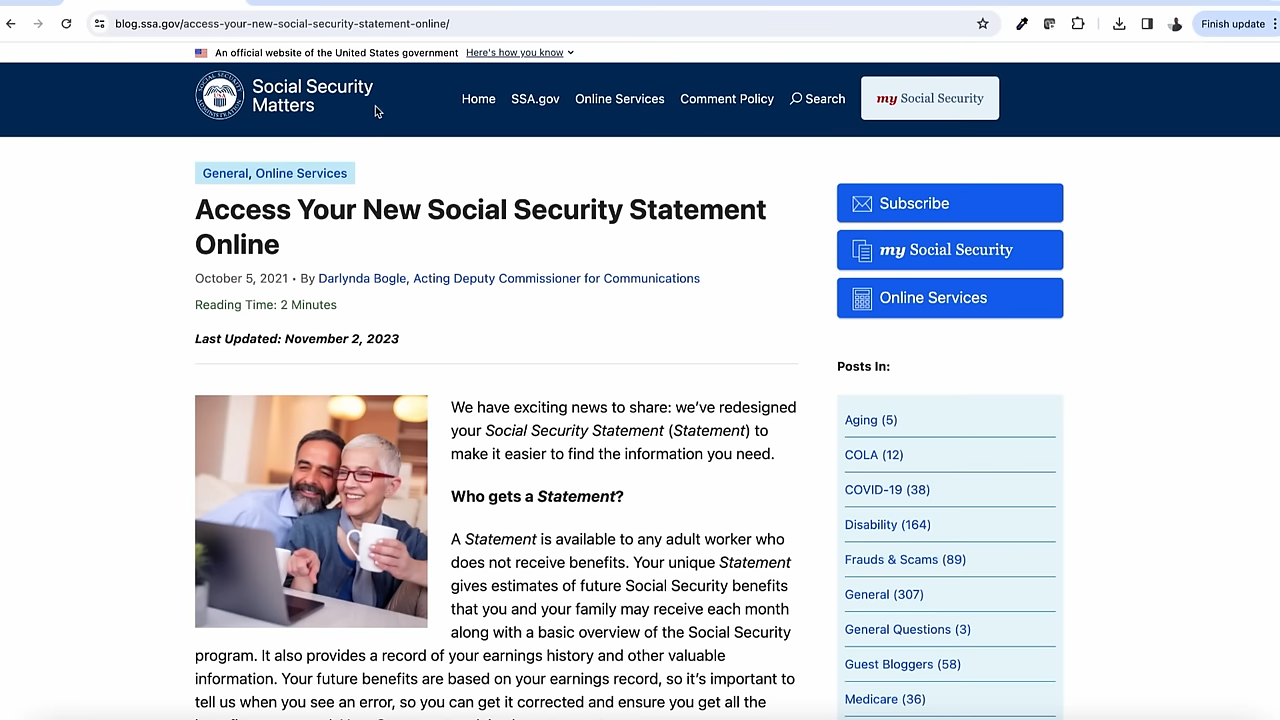 blog.ssa.gov/access-your-new-social-security-statement-online/
Finish update
An official website of the United States government Here's how you know
Social Security
Matters
Home SSA.gov Online Services Comment Policy Search my Social Security
General, Online Services
Access Your New Social Security Statement
Online
October 5, 2021 • By Darlynda Bogle, Acting Deputy Commissioner for Communications
Reading Time: 2 Minutes
Last Updated: November 2, 2023
We have exciting news to share: we’ve redesigned
your Social Security Statement (Statement) to
make it easier to find the information you need.
Who gets a Statement?
A Statement is available to any adult worker who
does not receive benefits. Your unique Statement
gives estimates of future Social Security benefits
that you and your family may receive each month
along with a basic overview of the Social Security
program. It also provides a record of your earnings history and other valuable
information. Your future benefits are based on your earnings record, so it’s important to
tell us when you see an error, so you can get it corrected and ensure you get all the
Subscribe
my Social Security
Online Services
Posts In:
Aging (5)
COLA (12)
COVID-19 (38)
Disability (164)
Frauds & Scams (89)
General (307)
General Questions (3)
Guest Bloggers (58)
Medicare (36)